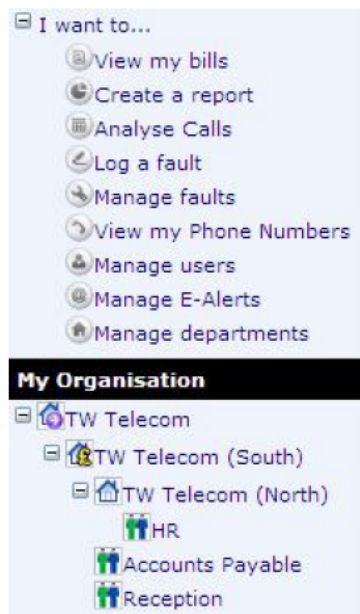 I want to...
View my bills
Create a report
Analyse Calls
Log a fault
Manage faults
View my Phone Numbers
Manage users
Manage E-Alerts
Manage departments
My Organisation
TW Telecom
TW Telecom (South)
TW Telecom (North)
HR
Accounts Payable
Reception